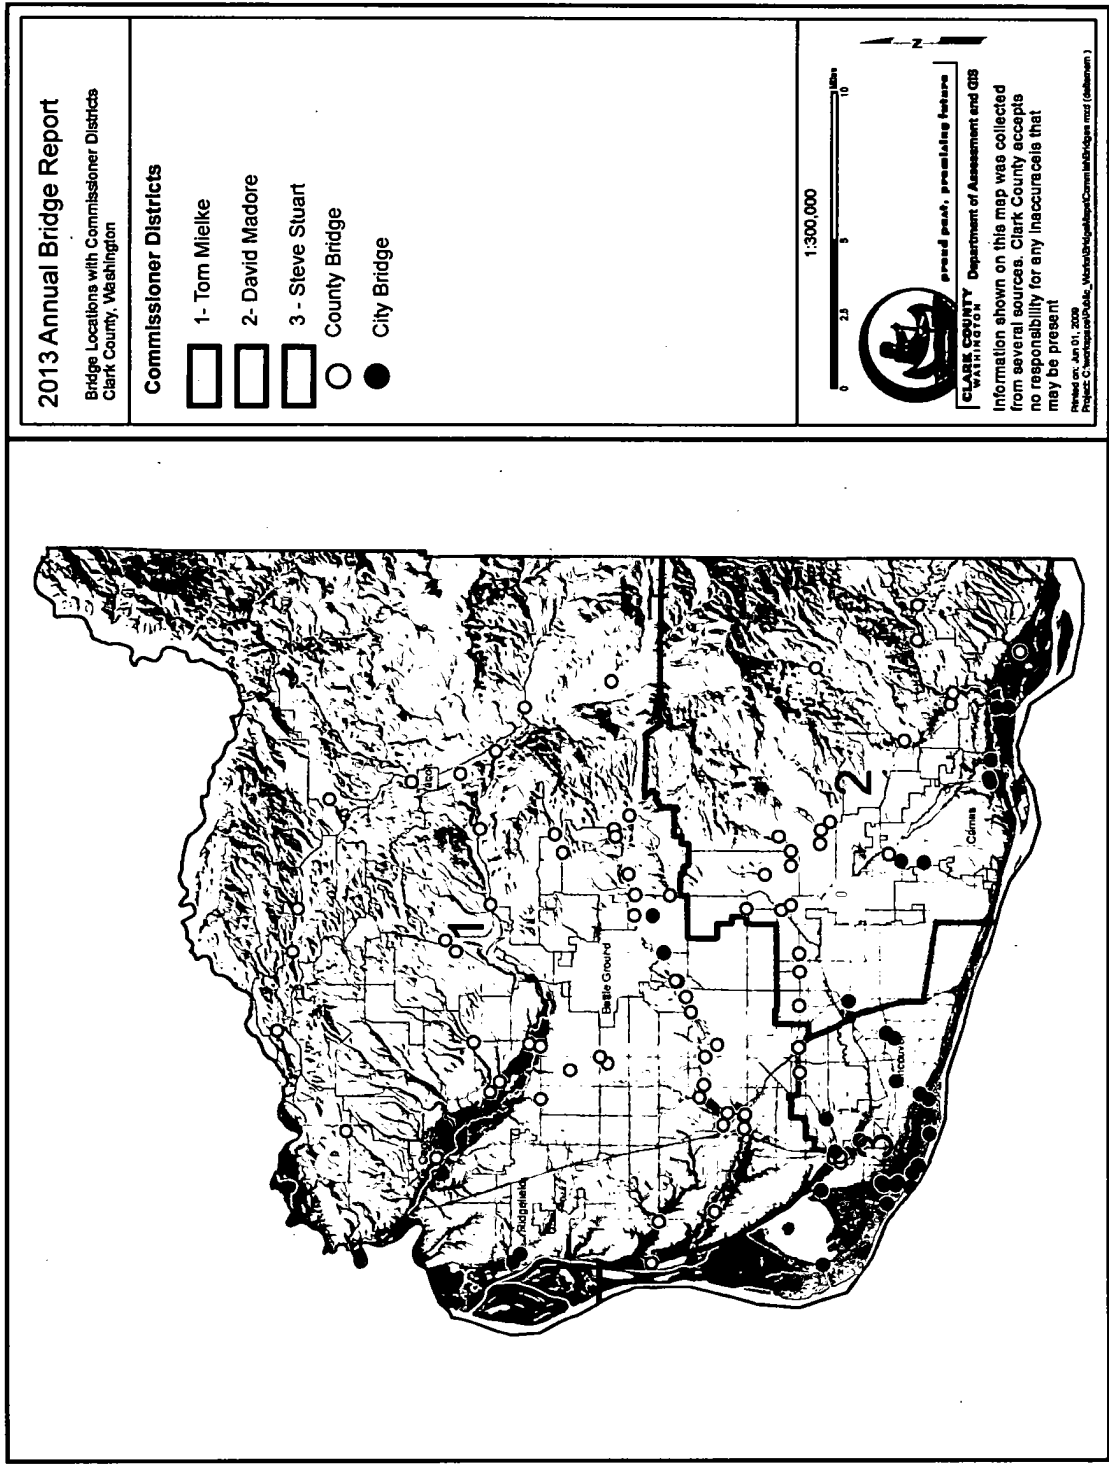 2013 Annual Bridge Report
Bridge Locations with Commissioner Districts
Clark County, Washington
Commissioner Districts
1- Tom Mielke
2- David Madore
3 - Steve Stuart
County Bridge
City Bridge
1:300,000
0 2.5 5 10
Miles
N
proud past, promising future
CLARK COUNTY
WASHINGTON
Department of Assessment and GIS
Information shown on this map was collected
from several sources. Clark County accepts
no responsibility for any inaccuracies that
may be present
Printed on: Jun 01, 2009
1
2
3
Ridgefield
Battle Ground
Camas